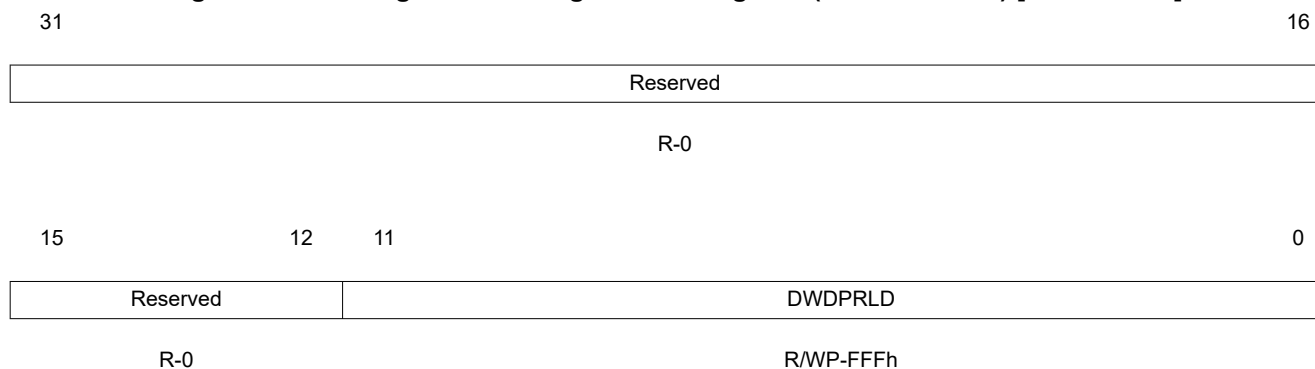 31 16
Reserved
R-0
15 12 11 0
Reserved DWDPRLD
R-0 R/WP-FFFh